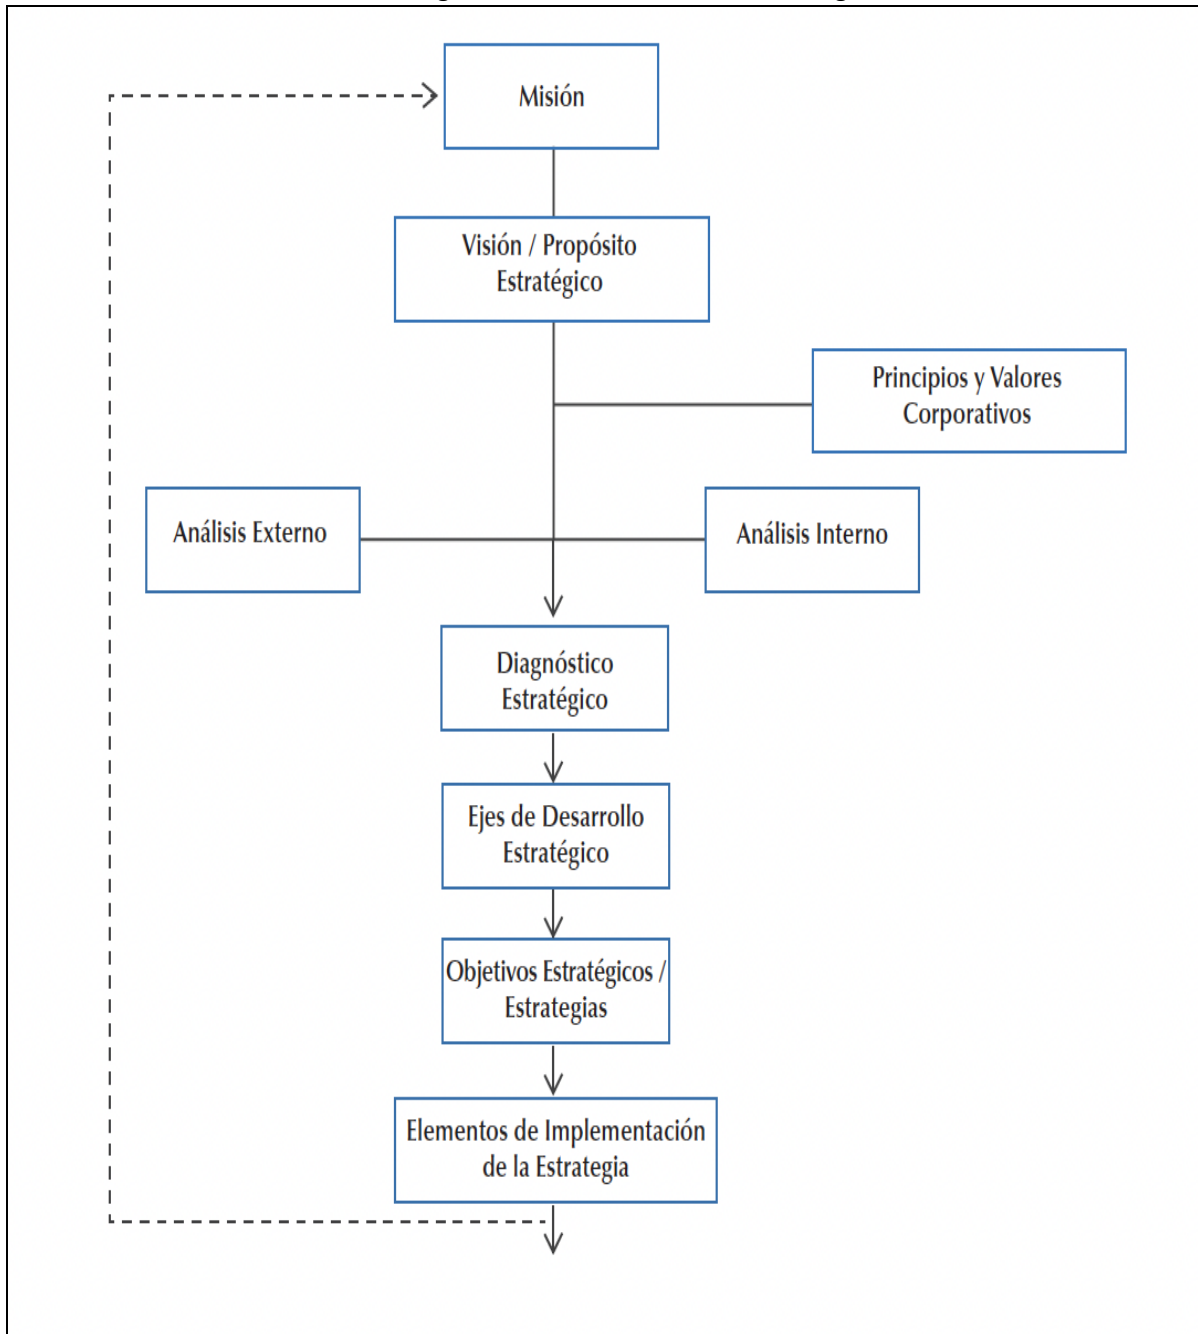 Misión
Visión / Propósito
Estratégico
Principios y Valores
Corporativos
Análisis Externo
Análisis Interno
Diagnóstico
Estratégico
Ejes de Desarrollo
Estratégico
Objetivos Estratégicos /
Estrategias
Elementos de Implementación
de la Estrategia